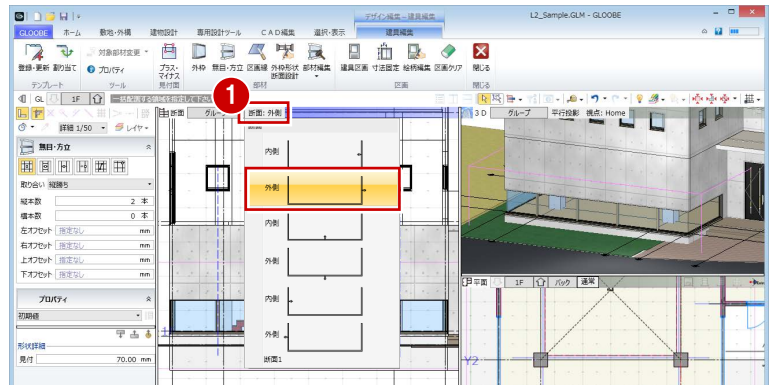 デザイン編集 - 建具編集
L2_Sample.GLM - GLOOBE
GLOOBE ホーム 敷地・外構 建物設計 専用設計ツール CAD編集 選択・表示 建具編集
登録・更新 割り当て 対象部材変更 プロパティ
プラス・マイナス 外枠 無目・方立 区画線 外枠形状断面設計 部材編集
建具区画 寸法固定 絵柄編集 区画クリア 閉じる
テンプレート ツール 見付面 部材 区画 閉じる
GL 1F 一括配置する
1
詳細 1/50 レイヤ
断面 グループ 断面: 外側
3D グループ 平行投影 視点: Home
無目・方立
取り合い 縦勝ち
縦本数 2 本
横本数 0 本
左オフセット 指定なし mm
右オフセット 指定なし mm
上オフセット 指定なし mm
下オフセット 指定なし mm
プロパティ
初期値
形状詳細
見付 70.00 mm
内側
外側
内側
外側
内側
外側
断面1
平面 1F バック 通常
Y2